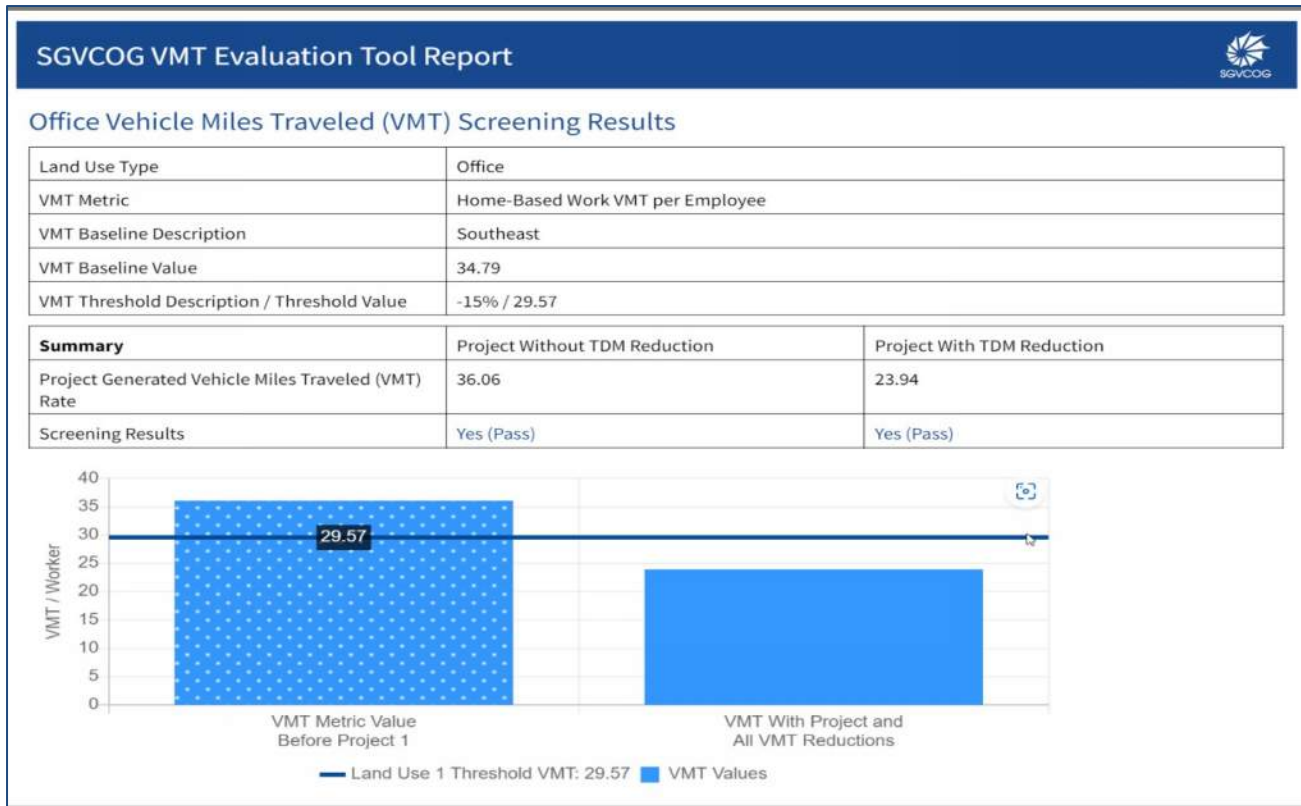 SGVCOG VMT Evaluation Tool Report
SGVCOG
Office Vehicle Miles Traveled (VMT) Screening Results
Land Use Type Office
VMT Metric Home-Based Work VMT per Employee
VMT Baseline Description Southeast
VMT Baseline Value 34.79
VMT Threshold Description / Threshold Value -15% / 29.57
Summary Project Without TDM Reduction Project With TDM Reduction
Project Generated Vehicle Miles Traveled (VMT) 36.06 23.94
Rate
Screening Results Yes (Pass) Yes (Pass)
40
35
30
25
20
15
10
5
0
VMT / Worker
29.57
VMT Metric Value VMT With Project and
Before Project 1 All VMT Reductions
Land Use 1 Threshold VMT: 29.57 VMT Values